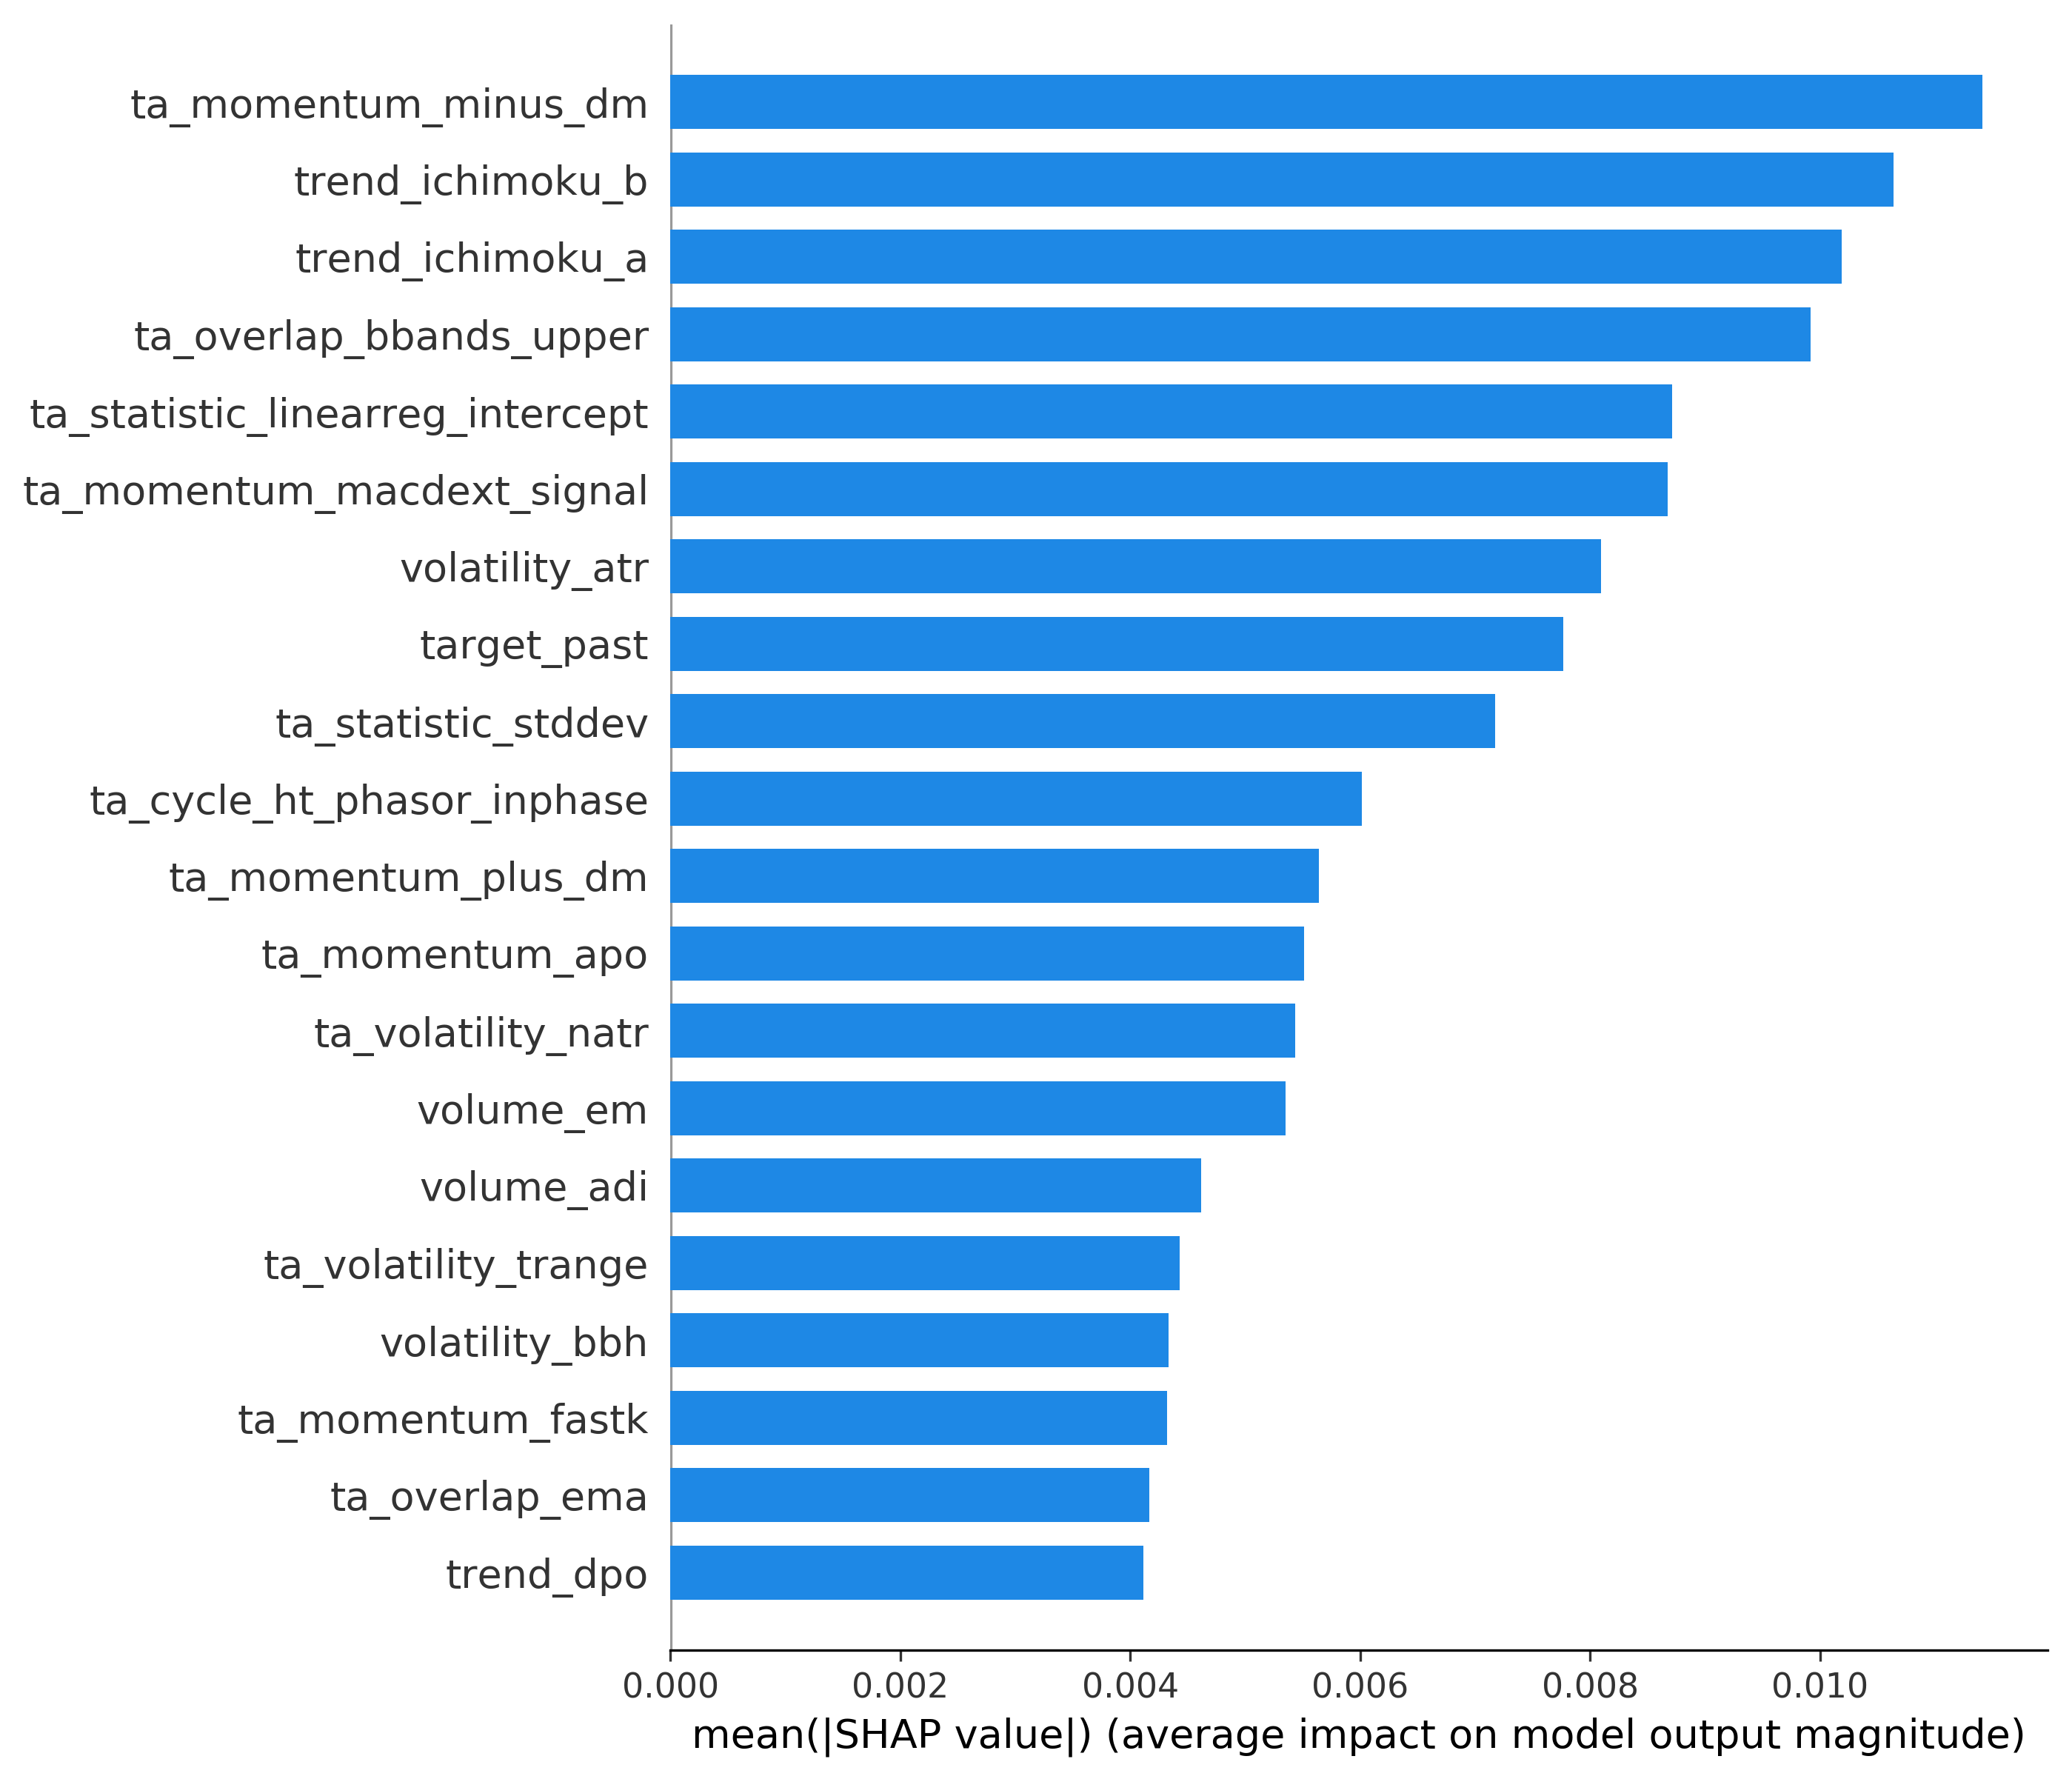 ta_momentum_minus_dm
trend_ichimoku_b
trend_ichimoku_a
ta_overlap_bbands_upper
ta_statistic_linearreg_intercept
ta_momentum_macdext_signal
volatility_atr
target_past
ta_statistic_stddev
ta_cycle_ht_phasor_inphase
ta_momentum_plus_dm
ta_momentum_apo
ta_volatility_natr
volume_em
volume_adi
ta_volatility_trange
volatility_bbh
ta_momentum_fastk
ta_overlap_ema
trend_dpo
0.000 0.002 0.004 0.006 0.008 0.010
mean(|SHAP value|) (average impact on model output magnitude)